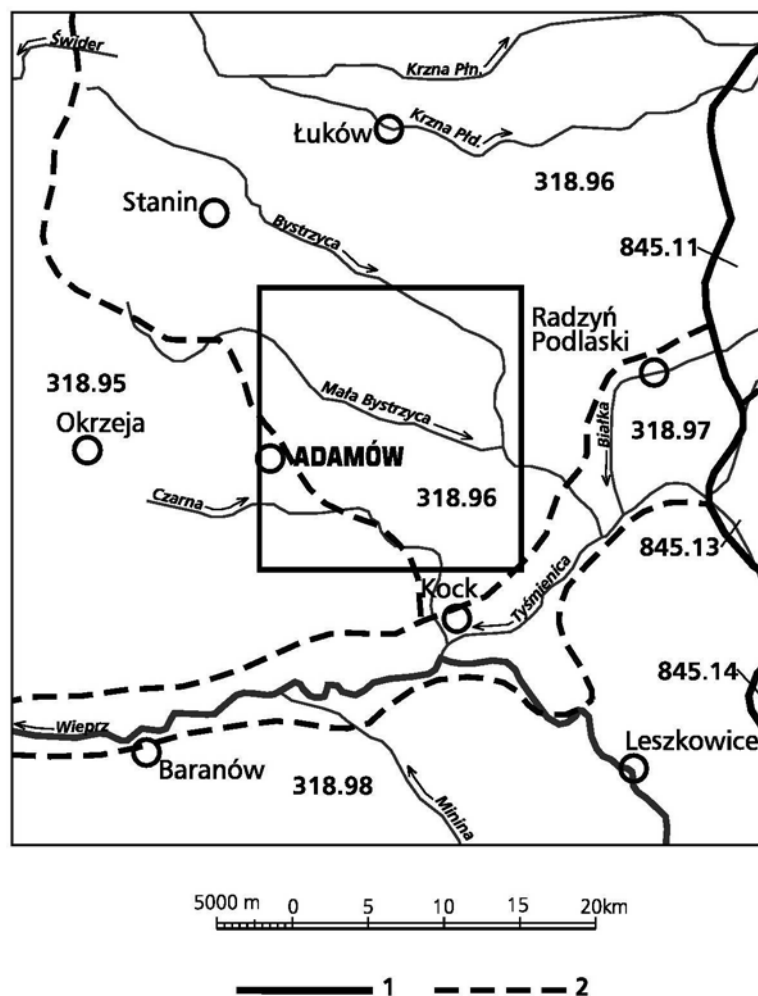 Świder
Krzna Płn.
Łuków
Krzna Płd.
318.96
Stanin
Bystrzyca
845.11
Radzyń
Podlaski
318.95
Okrzeja
Mała Bystrzyca
Białka
318.97
ADAMÓW
Czarna
318.96
845.13
Kock
Tyśmienica
845.14
Wieprz
Baranów
Leszkowice
318.98
Minina
5000 m 0 5 10 15 20km
1 2